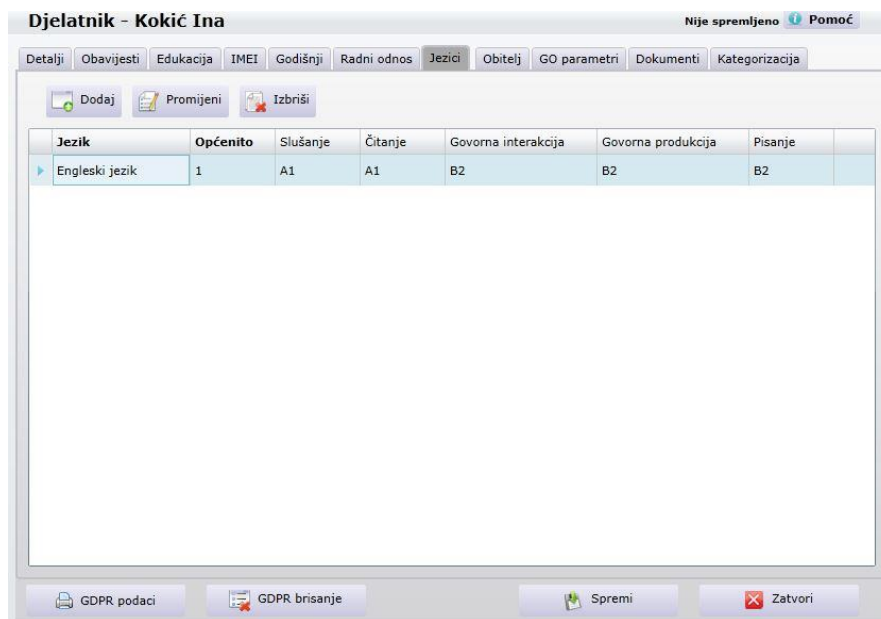 Djelatnik - Kokić Ina
Nije spremljeno Pomoć
Detalji Obavijesti Edukacija IMEI Godišnji Radni odnos Jezici Obitelj GO parametri Dokumenti Kategorizacija
Dodaj Promijeni Izbriši
Jezik Općenito Slušanje Čitanje Govorna interakcija Govorna produkcija Pisanje
Engleski jezik 1 A1 A1 B2 B2 B2
GDPR podaci GDPR brisanje Spremi Zatvori